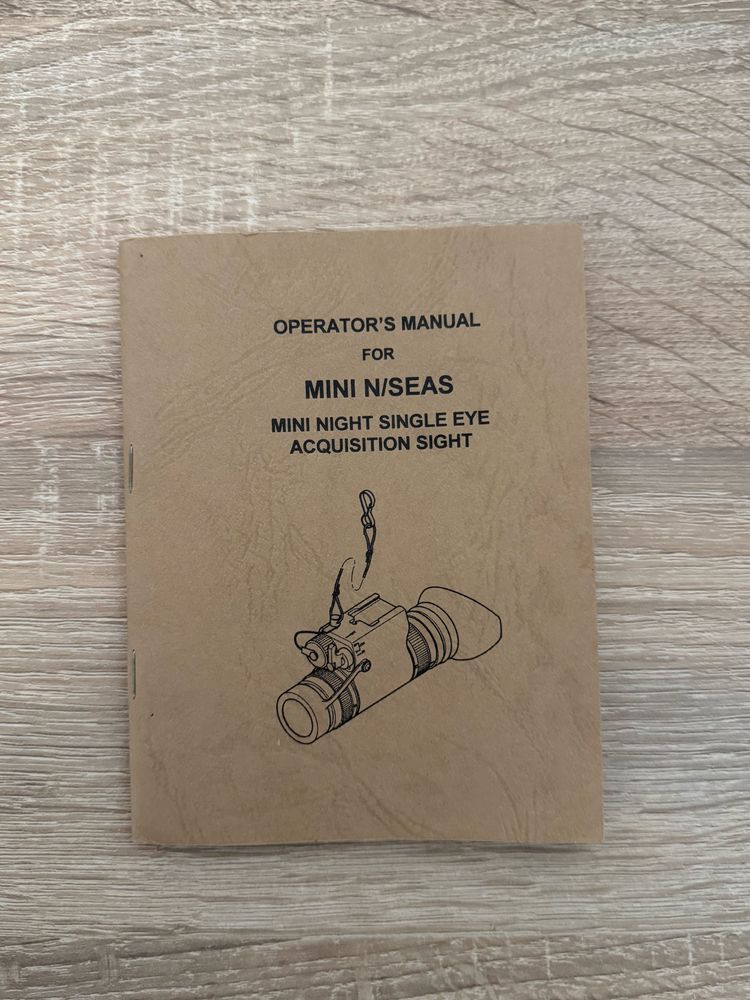 OPERATOR'S MANUAL
FOR
MINI N/SEAS
MINI NIGHT SINGLE EYE
ACQUISITION SIGHT